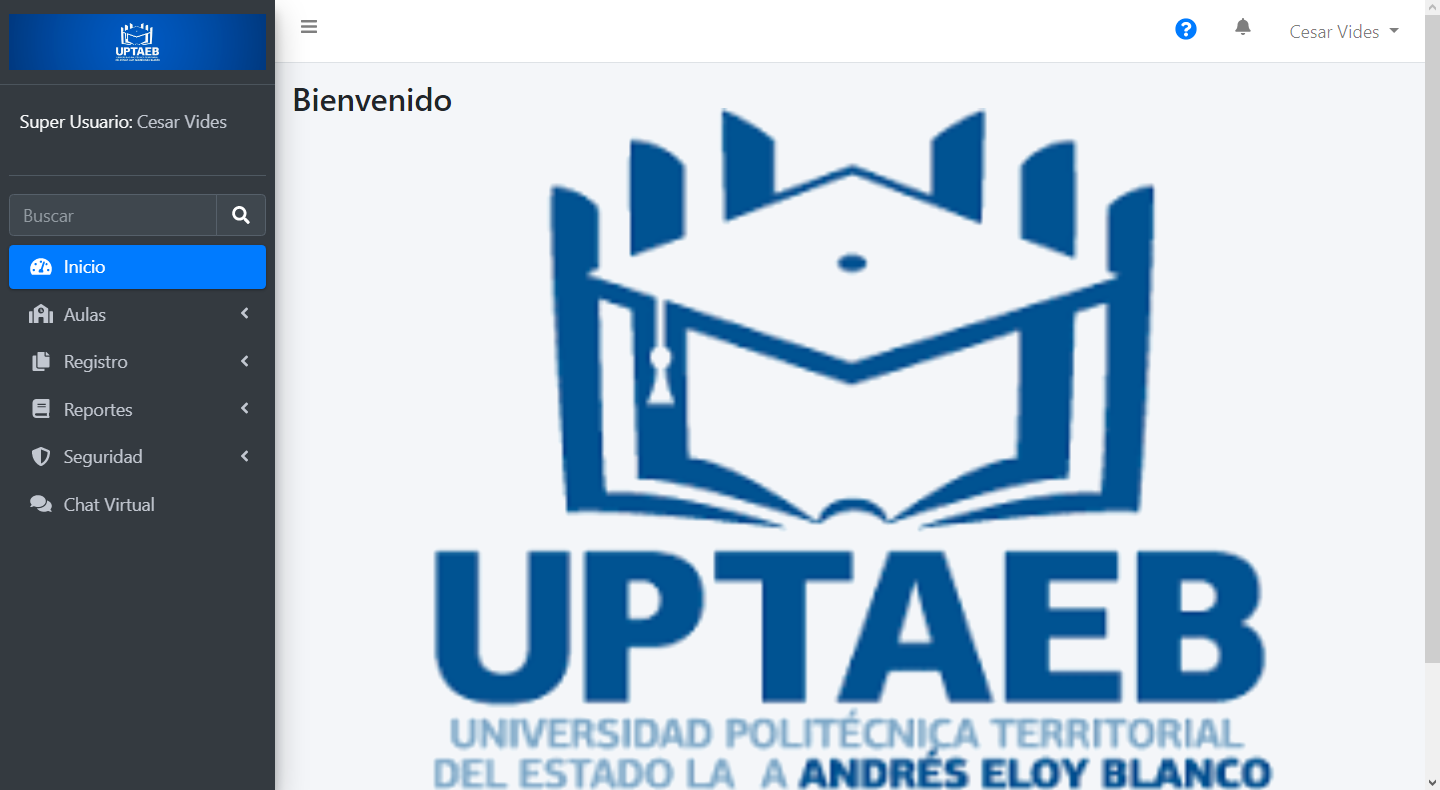 UPTAEB
Cesar Vides
Bienvenido
Super Usuario: Cesar Vides
Buscar
Inicio
Aulas
Registro
Reportes
Seguridad
Chat Virtual
UPTAEB
UNIVERSIDAD POLITÉCNICA TERRITORIAL
DEL ESTADO LA A ANDRÉS ELOY BLANCO